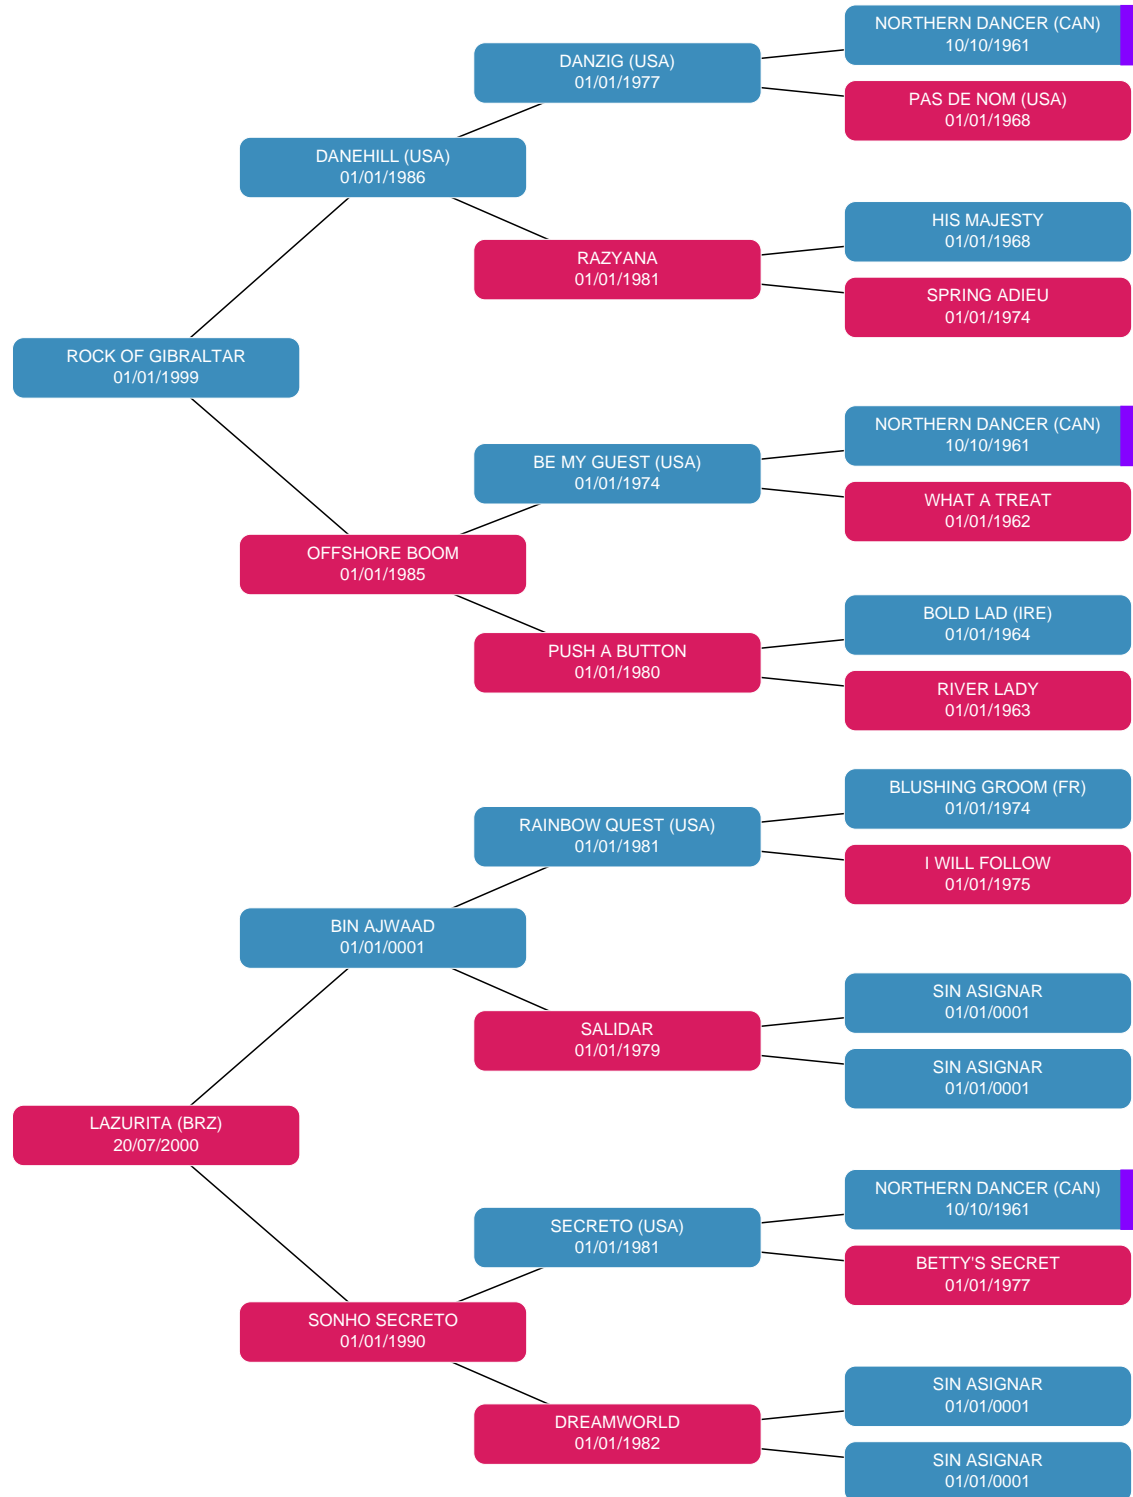 NORTHERN DANCER (CAN)
10/10/1961
DANZIG (USA)
01/01/1977
PAS DE NOM (USA)
01/01/1968
DANEHILL (USA)
01/01/1986
HIS MAJESTY
01/01/1968
RAZYANA
01/01/1981
SPRING ADIEU
01/01/1974
ROCK OF GIBRALTAR
01/01/1999
NORTHERN DANCER (CAN)
10/10/1961
BE MY GUEST (USA)
01/01/1974
WHAT A TREAT
01/01/1962
OFFSHORE BOOM
01/01/1985
BOLD LAD (IRE)
01/01/1964
PUSH A BUTTON
01/01/1980
RIVER LADY
01/01/1963
BLUSHING GROOM (FR)
01/01/1974
RAINBOW QUEST (USA)
01/01/1981
I WILL FOLLOW
01/01/1975
BIN AJWAAD
01/01/0001
SIN ASIGNAR
01/01/0001
SALIDAR
01/01/1979
SIN ASIGNAR
01/01/0001
LAZURITA (BRZ)
20/07/2000
NORTHERN DANCER (CAN)
10/10/1961
SECRETO (USA)
01/01/1981
BETTY'S SECRET
01/01/1977
SONHO SECRETO
01/01/1990
SIN ASIGNAR
01/01/0001
DREAMWORLD
01/01/1982
SIN ASIGNAR
01/01/0001